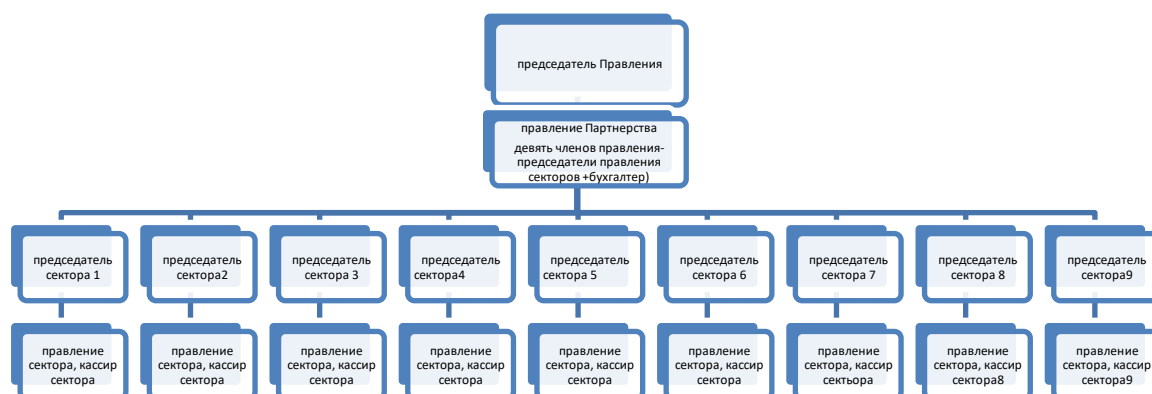 председатель Правления
правление Партнерства
девять членов правления-
председатели правления
секторов +бухгалтер)
председатель
сектора 1
председатель
сектора2
председатель
сектора 3
председатель
сектора4
председатель
сектора 5
председатель
сектора 6
председатель
сектора 7
председатель
сектора 8
председатель
сектора9
правление
сектора, кассир
сектора
правление
сектора, кассир
сектора
правление
сектора, кассир
сектора
правление
сектора, кассир
сектора
правление
сектора, кассир
сектора
правление
сектора, кассир
сектора
правление
сектора, кассир
сектьора
правление
сектора, кассир
сектора8
правление
сектора, кассир
сектора9